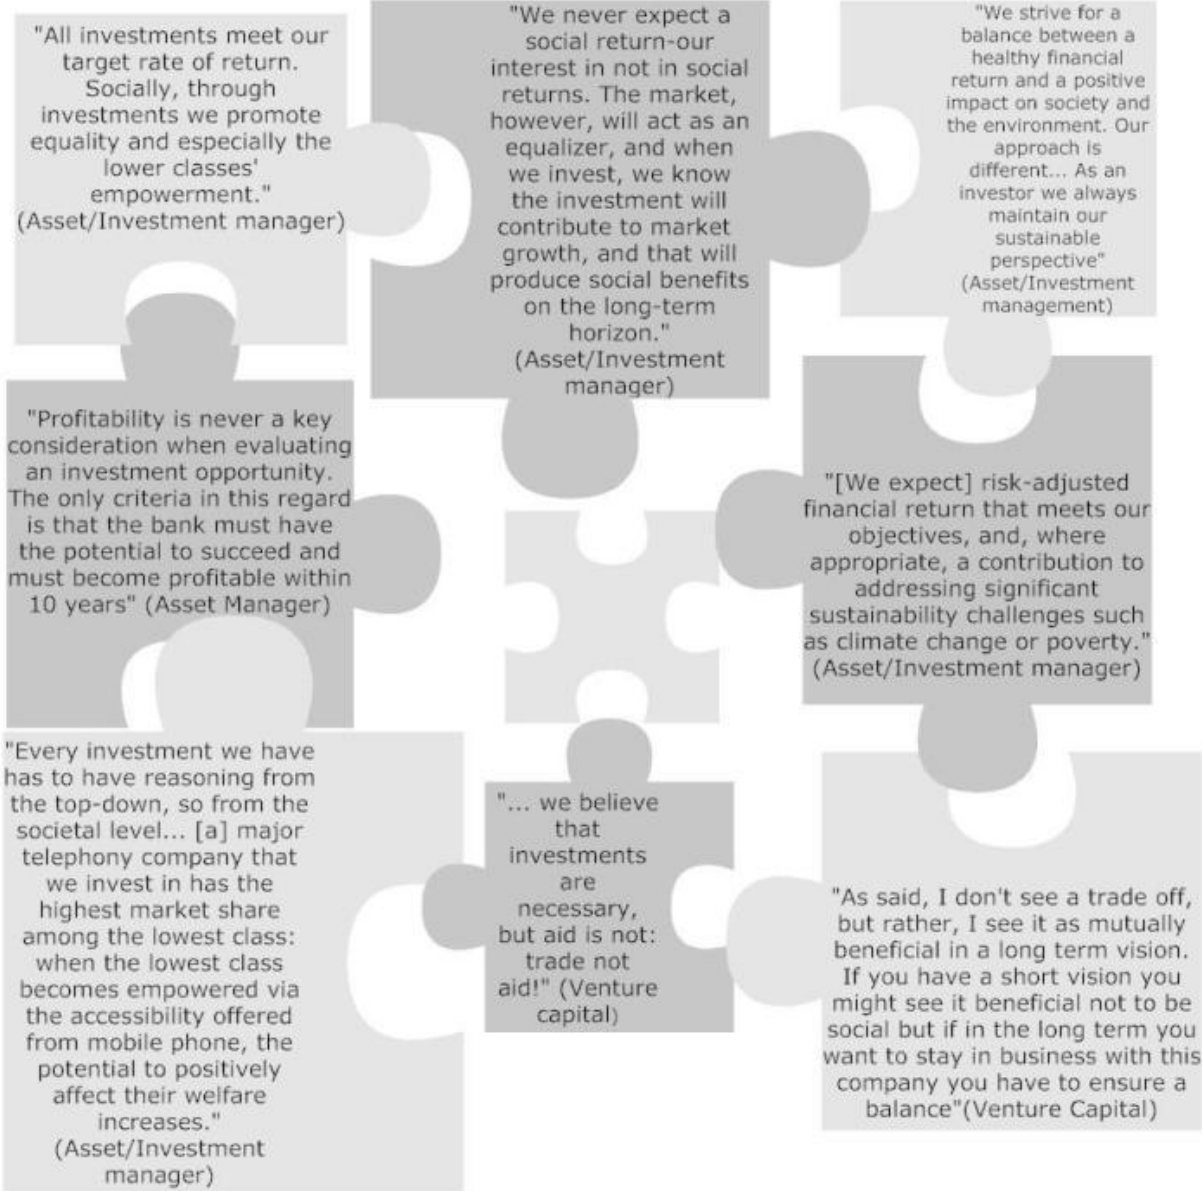 "All investments meet our
target rate of return.
Socially, through
investments we promote
equality and especially the
lower classes'
empowerment."
(Asset/Investment manager)
"We never expect a
social return-our
interest in not in social
returns. The market,
however, will act as an
equalizer, and when
we invest, we know
the investment will
contribute to market
growth, and that will
produce social benefits
on the long-term
horizon."
(Asset/Investment
manager)
"We strive for a
balance between a
healthy financial
return and a positive
impact on society and
the environment. Our
approach is
different... As an
investor we always
maintain our
sustainable
perspective"
(Asset/Investment
management)
"Profitability is never a key
consideration when evaluating
an investment opportunity.
The only criteria in this regard
is that the bank must have
the potential to succeed and
must become profitable within
10 years" (Asset Manager)
"[We expect] risk-adjusted
financial return that meets our
objectives, and, where
appropriate, a contribution to
addressing significant
sustainability challenges such
as climate change or poverty."
(Asset/Investment manager)
"Every investment we have
has to have reasoning from
the top-down, so from the
societal level... [a] major
telephony company that
we invest in has the
highest market share
among the lowest class:
when the lowest class
becomes empowered via
the accessibility offered
from mobile phone, the
potential to positively
affect their welfare
increases."
(Asset/Investment
manager)
"... we believe
that
investments
are
necessary,
but aid is not:
trade not
aid!" (Venture
capital)
"As said, I don't see a trade off,
but rather, I see it as mutually
beneficial in a long term vision.
If you have a short vision you
might see it beneficial not to be
social but if in the long term you
want to stay in business with this
company you have to ensure a
balance"(Venture Capital)